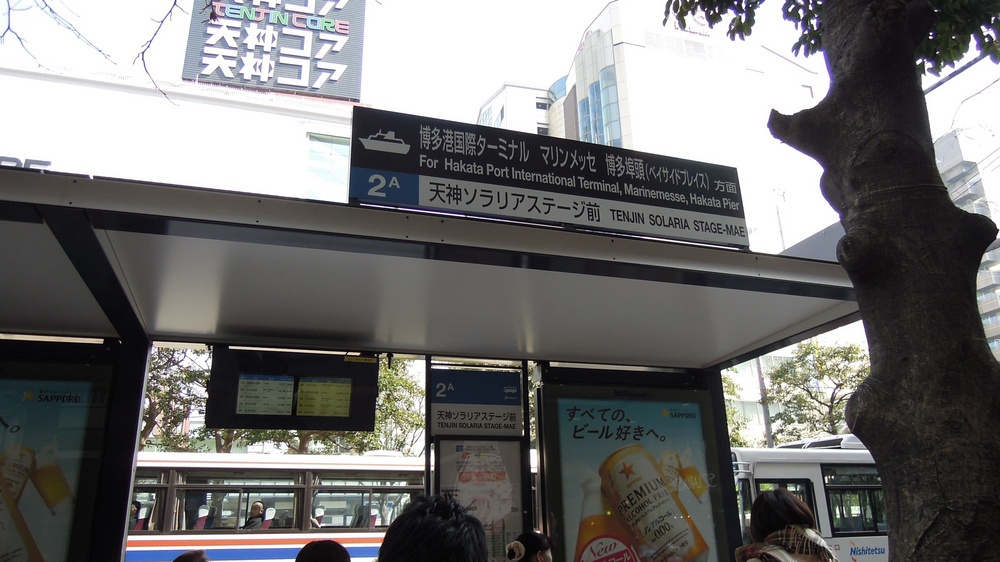 TENJIN CORE
天神コア
天神コア
博多港国際ターミナル マリンメッセ 博多埠頭(ベイサイドプレイス) 方面
For Hakata Port International Terminal, Marinemesse, Hakata Pier
2A 天神ソラリアステージ前 TENJIN SOLARIA STAGE-MAE
2A
天神ソラリアステージ前
TENJIN SOLARIA STAGE-MAE
SAPPORO
SAPPORO
すべての、
ビール好きへ。
PREMIUM
ALCOHOL FREE
0.00%
New
Nishitetsu